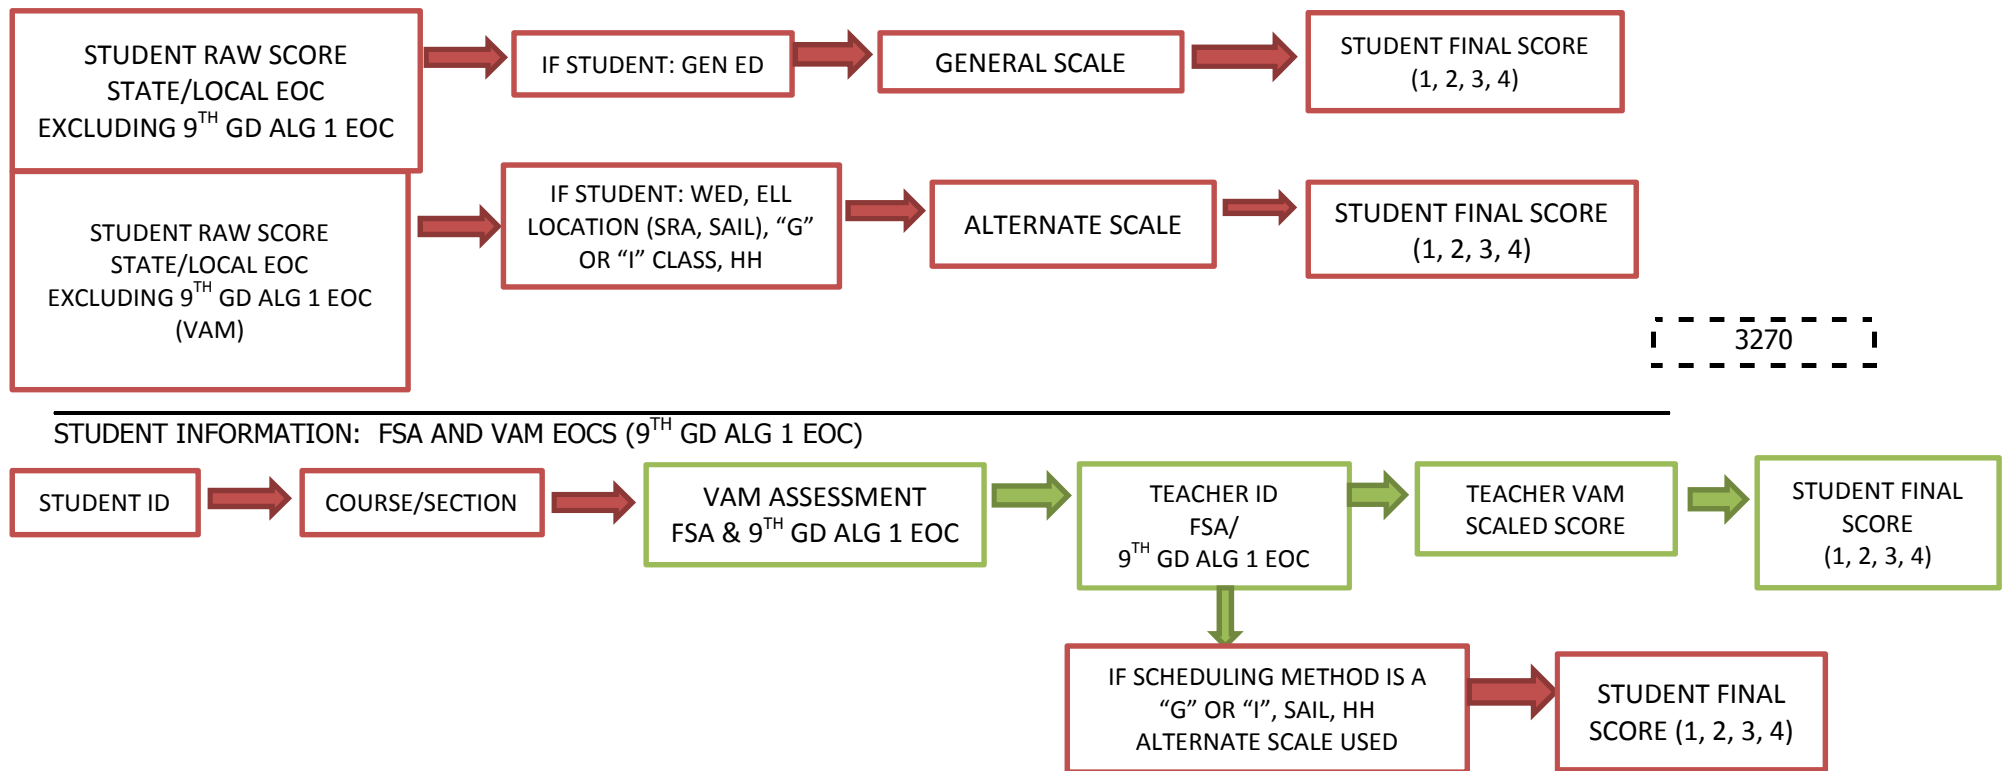 STUDENT RAW SCORE
STATE/LOCAL EOC
EXCLUDING 9TH GD ALG 1 EOC
IF STUDENT: GEN ED
GENERAL SCALE
STUDENT FINAL SCORE
(1, 2, 3, 4)
STUDENT RAW SCORE
STATE/LOCAL EOC
EXCLUDING 9TH GD ALG 1 EOC
(VAM)
IF STUDENT: WED, ELL
LOCATION (SRA, SAIL), “G”
OR “I” CLASS, HH
ALTERNATE SCALE
STUDENT FINAL SCORE
(1, 2, 3, 4)
3270
STUDENT INFORMATION: FSA AND VAM EOCS (9TH GD ALG 1 EOC)
STUDENT ID
COURSE/SECTION
VAM ASSESSMENT
FSA & 9TH GD ALG 1 EOC
TEACHER ID
FSA/
9TH GD ALG 1 EOC
TEACHER VAM
SCALED SCORE
STUDENT FINAL
SCORE
(1, 2, 3, 4)
IF SCHEDULING METHOD IS A
“G” OR “I”, SAIL, HH
ALTERNATE SCALE USED
STUDENT FINAL
SCORE (1, 2, 3, 4)